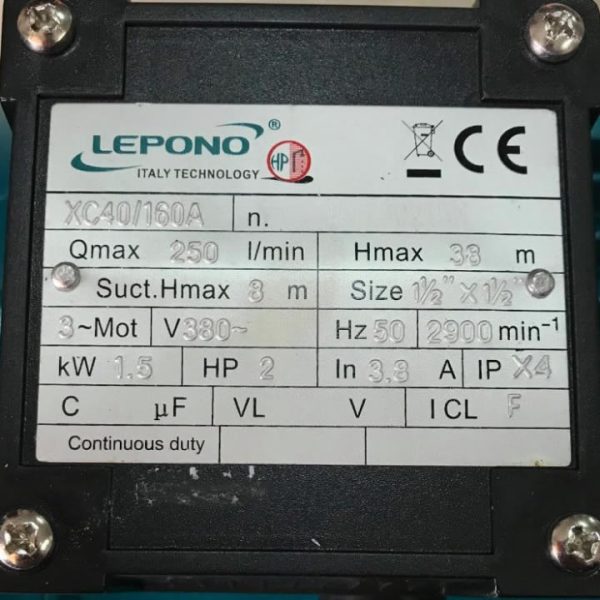 LEPONO ®
HP
CE
ITALY TECHNOLOGY
XC40/160A n.
Qmax 250 l/min Hmax 38 m
Suct.Hmax 8 m Size 1½" X 1½"
3~Mot V380~ Hz 50 2900 min⁻¹
kW 1.5 HP 2 In 3.8 A IP X4
C µF VL V I CL F
Continuous duty